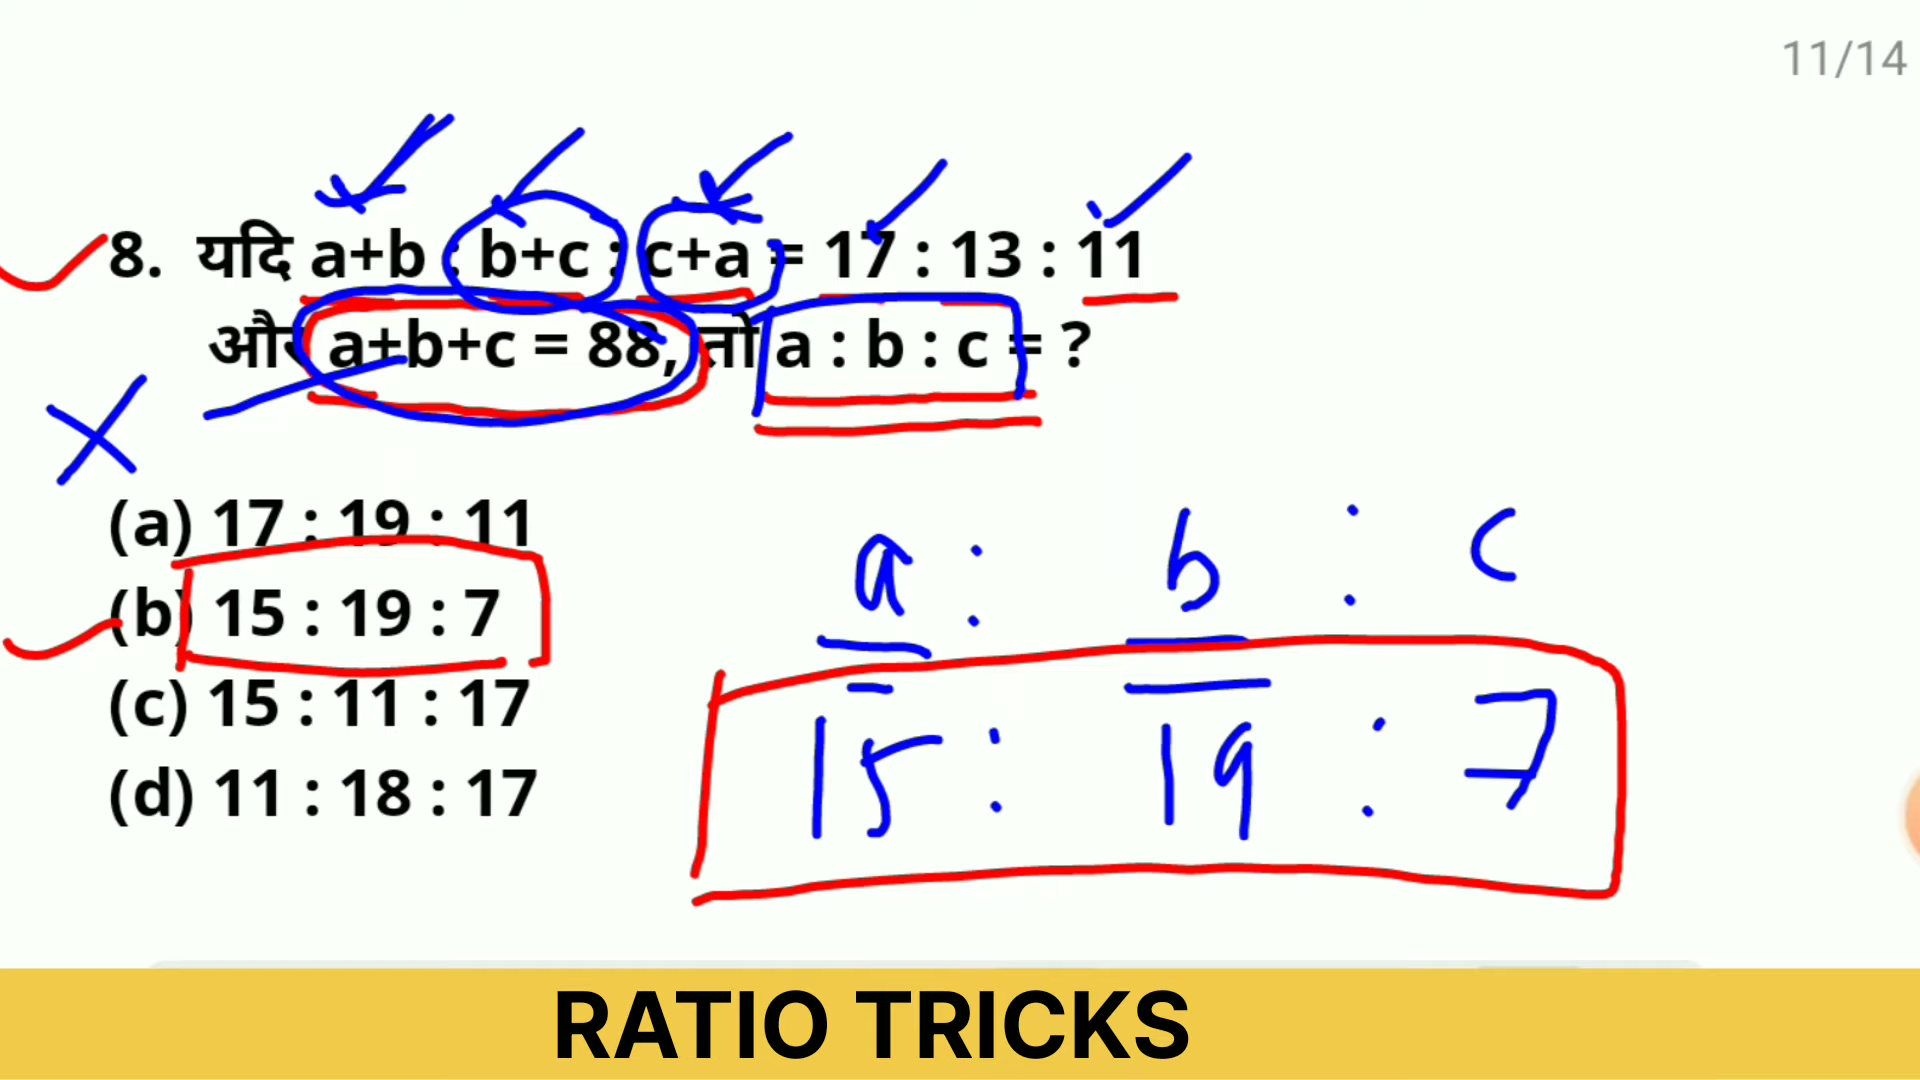 11/14
8. यदि a+b : b+c : c+a = 17 : 13 : 11
और a+b+c = 88, तो a : b : c = ?
(a) 17 : 19 : 11
(b) 15 : 19 : 7
(c) 15 : 11 : 17
(d) 11 : 18 : 17
a : b : c
15 : 19 : 7
RATIO TRICKS